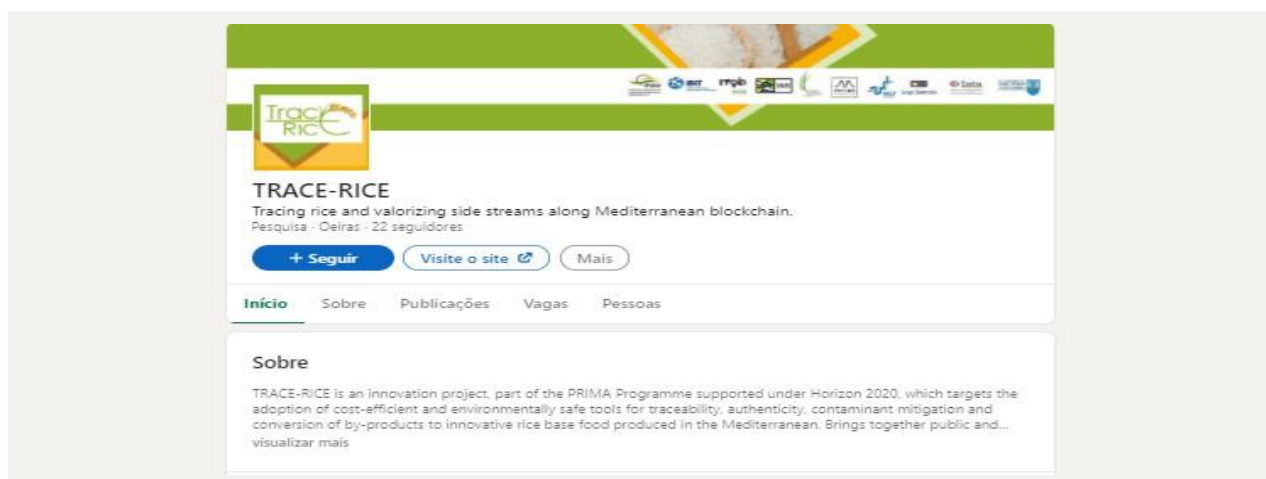 Trace
RICE
TRACE-RICE
Tracing rice and valorizing side streams along Mediterranean blockchain.
Pesquisa · Oeiras · 22 seguidores
+ Seguir
Visite o site
Mais
Início
Sobre
Publicações
Vagas
Pessoas
Sobre
TRACE-RICE is an innovation project, part of the PRIMA Programme supported under Horizon 2020, which targets the
adoption of cost-efficient and environmentally safe tools for traceability, authenticity, contaminant mitigation and
conversion of by-products to innovative rice base food produced in the Mediterranean. Brings together public and...
visualizar mais